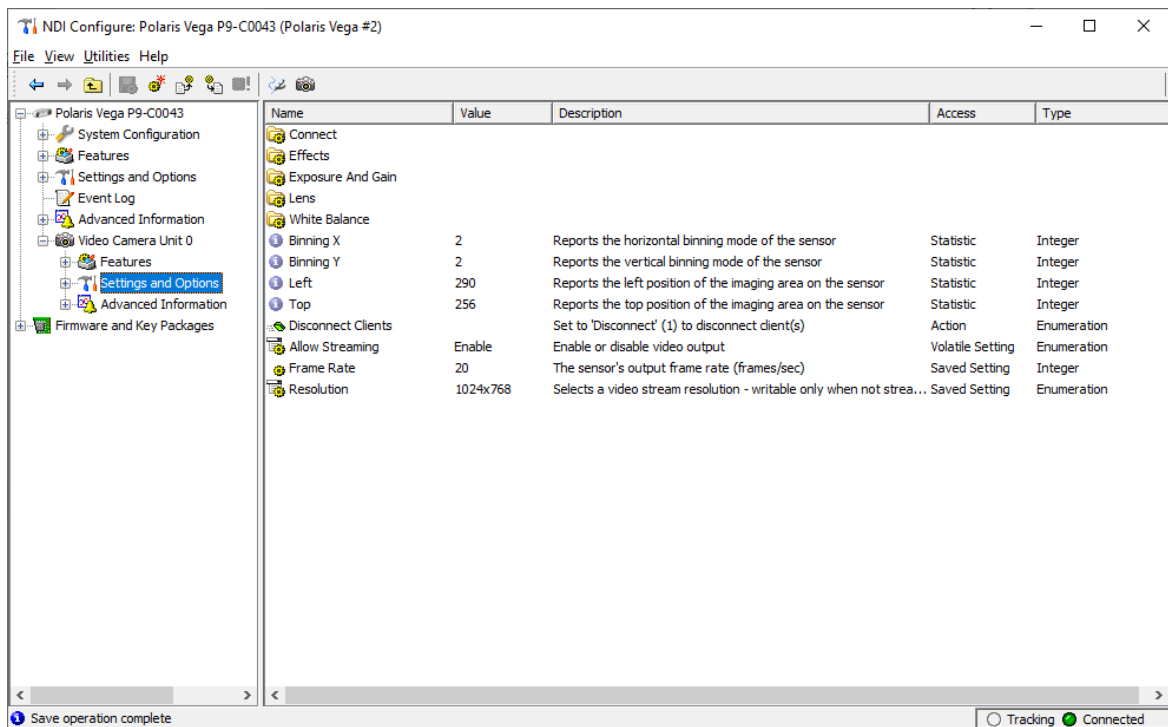 NDI Configure: Polaris Vega P9-C0043 (Polaris Vega #2)
File View Utilities Help
Polaris Vega P9-C0043
System Configuration
Features
Settings and Options
Event Log
Advanced Information
Video Camera Unit 0
Features
Settings and Options
Advanced Information
Firmware and Key Packages
Name Value Description Access Type
Connect
Effects
Exposure And Gain
Lens
White Balance
Binning X 2 Reports the horizontal binning mode of the sensor Statistic Integer
Binning Y 2 Reports the vertical binning mode of the sensor Statistic Integer
Left 290 Reports the left position of the imaging area on the sensor Statistic Integer
Top 256 Reports the top position of the imaging area on the sensor Statistic Integer
Disconnect Clients Set to 'Disconnect' (1) to disconnect client(s) Action Enumeration
Allow Streaming Enable Enable or disable video output Volatile Setting Enumeration
Frame Rate 20 The sensor's output frame rate (frames/sec) Saved Setting Integer
Resolution 1024x768 Selects a video stream resolution - writable only when not strea... Saved Setting Enumeration
Save operation complete
Tracking Connected